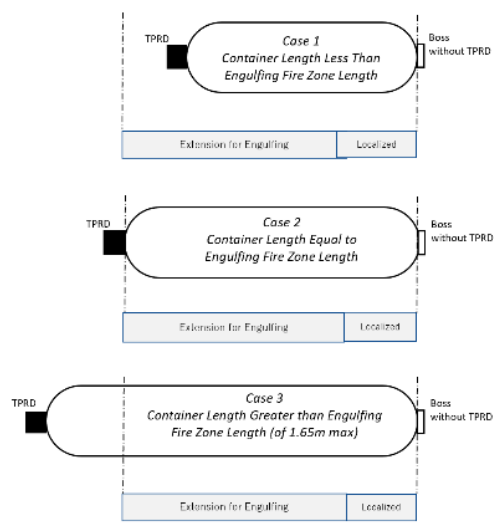 TPRD
Case 1
Container Length Less Than
Engulfing Fire Zone Length
Boss
without TPRD
Extension for Engulfing
Localized
TPRD
Case 2
Container Length Equal to
Engulfing Fire Zone Length
Boss
without TPRD
Extension for Engulfing
Localized
TPRD
Case 3
Container Length Greater than Engulfing
Fire Zone Length (of 1.65m max)
Boss
without TPRD
Extension for Engulfing
Localized